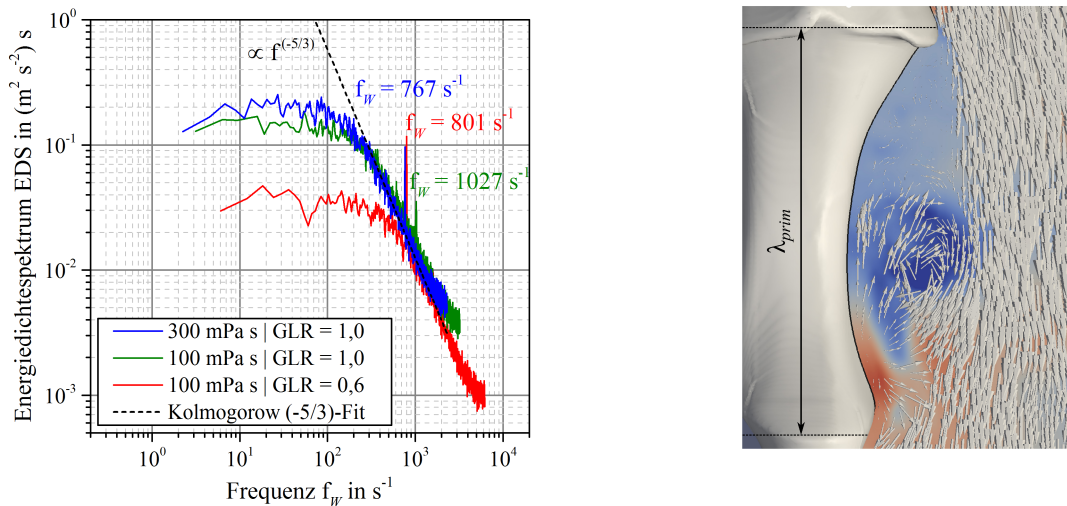 Energiedichtespektrum EDS in (m² s⁻²) s
10⁰
10⁻¹
10⁻²
10⁻³
∝ f⁽⁻⁵/³⁾
f_W = 767 s⁻¹
f_W = 801 s⁻¹
f_W = 1027 s⁻¹
300 mPa s | GLR = 1,0
100 mPa s | GLR = 1,0
100 mPa s | GLR = 0,6
Kolmogorow (-5/3)-Fit
10⁰ 10¹ 10² 10³ 10⁴
Frequenz f_W in s⁻¹
λ_prim